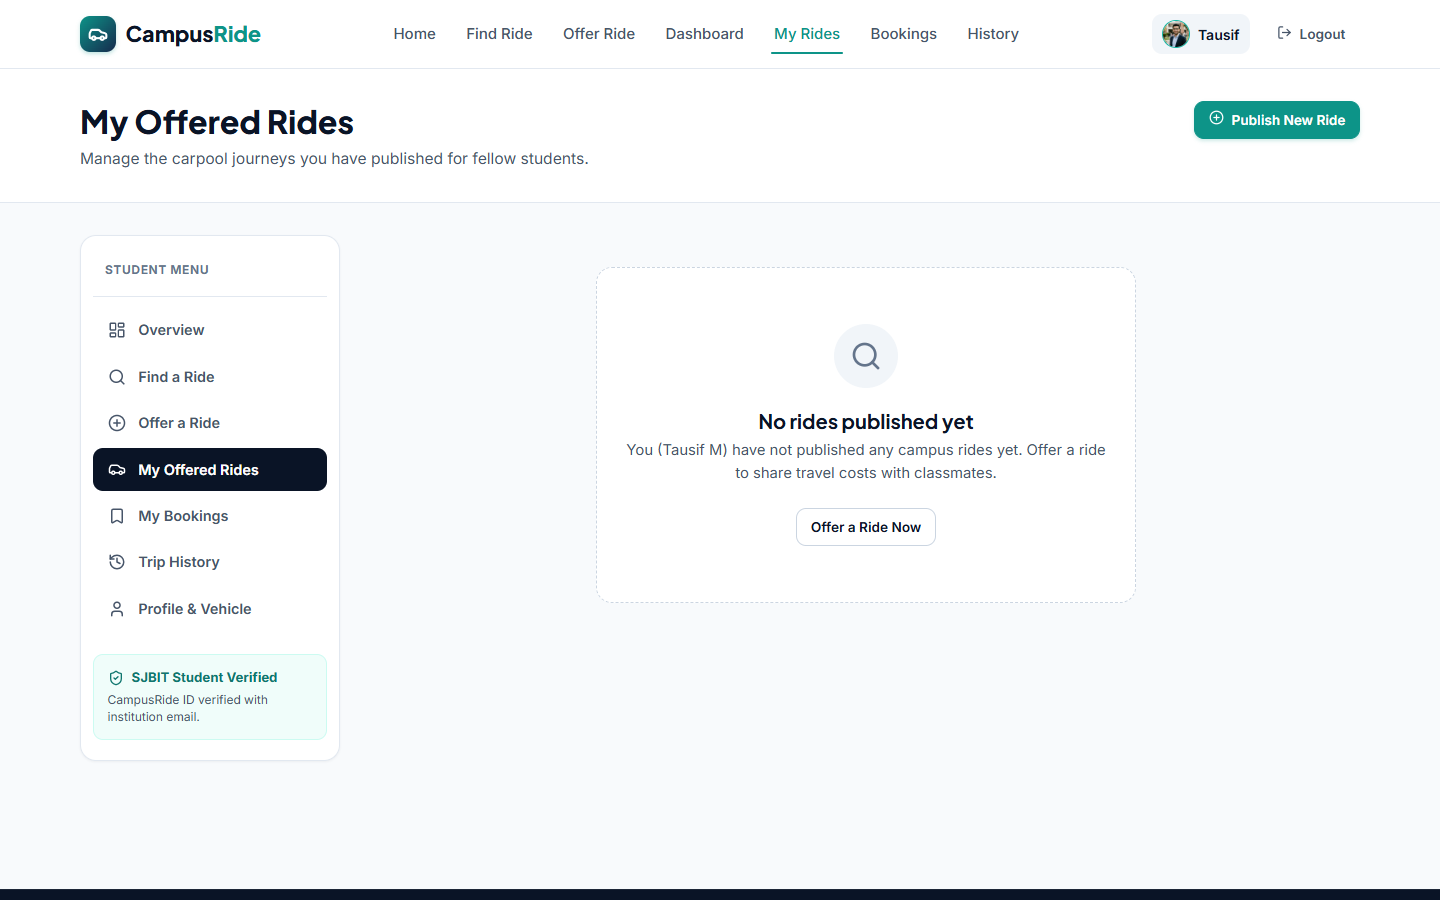 CampusRide
Home
Find Ride
Offer Ride
Dashboard
My Rides
Bookings
History
Tausif
Logout
My Offered Rides
Manage the carpool journeys you have published for fellow students.
Publish New Ride
STUDENT MENU
Overview
Find a Ride
Offer a Ride
My Offered Rides
My Bookings
Trip History
Profile & Vehicle
SJBIT Student Verified
CampusRide ID verified with
institution email.
No rides published yet
You (Tausif M) have not published any campus rides yet. Offer a ride
to share travel costs with classmates.
Offer a Ride Now